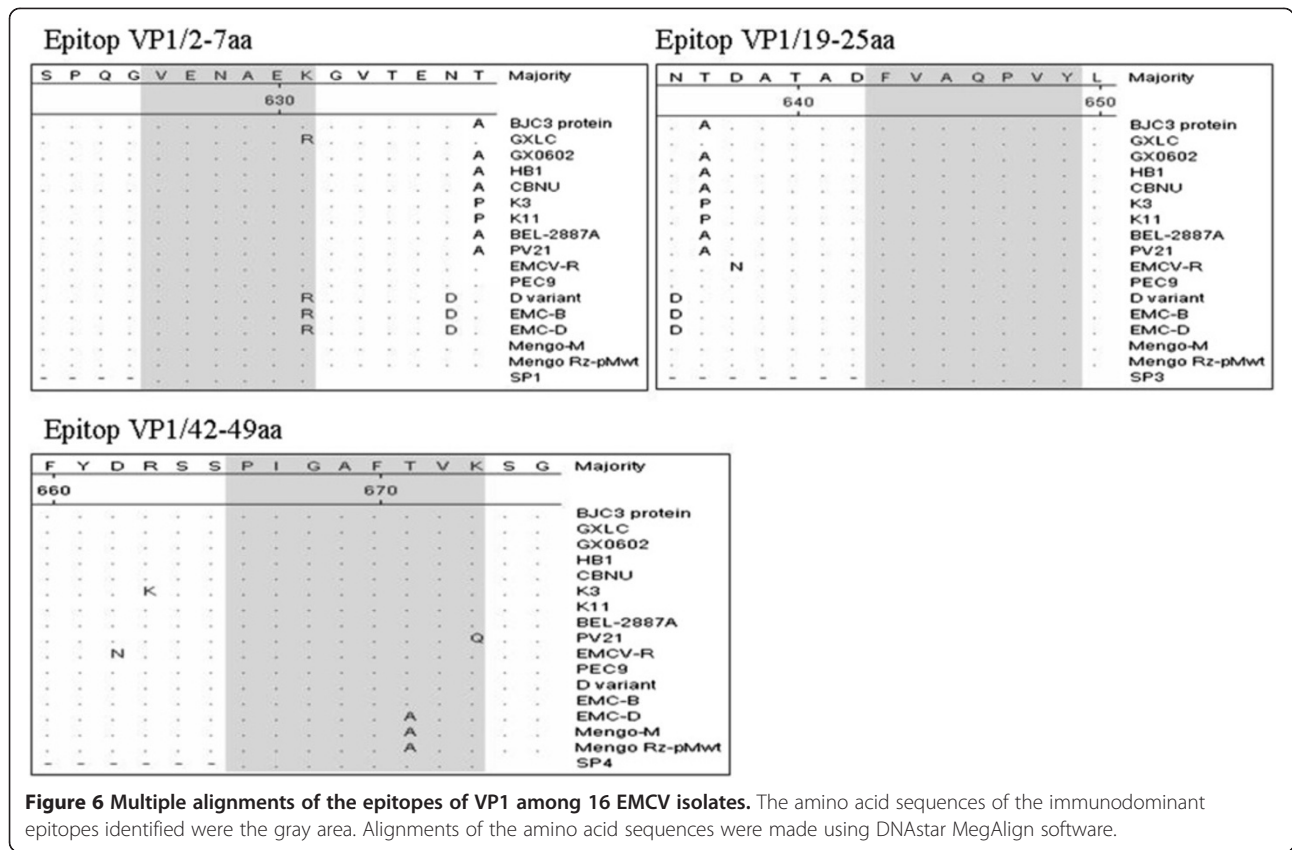 Epitop VP1/2-7aa
S P Q G V E N A E K G V T E N T Majority
630
. . . . . . . . . . . . . . . A BJC3 protein
. . . . . . . . . R . . . . . . GXLC
. . . . . . . . . . . . . . . A GX0602
. . . . . . . . . . . . . . . A HB1
. . . . . . . . . . . . . . . A CBNU
. . . . . . . . . . . . . . . P K3
. . . . . . . . . . . . . . . P K11
. . . . . . . . . . . . . . . A BEL-2887A
. . . . . . . . . . . . . . . A PV21
. . . . . . . . . . . . . . . . EMCV-R
. . . . . . . . . . . . . . . . PEC9
. . . . . . . . . R . . . . D . D variant
. . . . . . . . . R . . . . D . EMC-B
. . . . . . . . . R . . . . D . EMC-D
. . . . . . . . . . . . . . . . Mengo-M
. . . . . . . . . . . . . . . . Mengo Rz-pMwt
- - - - . . . . . . SP1
Epitop VP1/19-25aa
N T D A T A D F V A Q P V Y L Majority
640 650
. A . . . . . . . . . . . . . BJC3 protein
. . . . . . . . . . . . . . . GXLC
. A . . . . . . . . . . . . . GX0602
. A . . . . . . . . . . . . . HB1
. A . . . . . . . . . . . . . CBNU
. P . . . . . . . . . . . . . K3
. P . . . . . . . . . . . . . K11
. A . . . . . . . . . . . . . BEL-2887A
. A . . . . . . . . . . . . . PV21
. . N . . . . . . . . . . . . EMCV-R
. . . . . . . . . . . . . . . PEC9
D . . . . . . . . . . . . . . D variant
D . . . . . . . . . . . . . . EMC-B
D . . . . . . . . . . . . . . EMC-D
. . . . . . . . . . . . . . . Mengo-M
. . . . . . . . . . . . . . . Mengo Rz-pMwt
- - - - - - - . . . . . . . SP3
Epitop VP1/42-49aa
F Y D R S S P I G A F T V K S G Majority
660 670
. . . . . . . . . . . . . . . . BJC3 protein
. . . . . . . . . . . . . . . . GXLC
. . . . . . . . . . . . . . . . GX0602
. . . . . . . . . . . . . . . . HB1
. . . . . . . . . . . . . . . . CBNU
. . . K . . . . . . . . . . . . K3
. . . . . . . . . . . . . . . . K11
. . . . . . . . . . . . . . . . BEL-2887A
. . . . . . . . . . . . . Q . . PV21
. . N . . . . . . . . . . . . . EMCV-R
. . . . . . . . . . . . . . . . PEC9
. . . . . . . . . . . . . . . . D variant
. . . . . . . . . . . . . . . . EMC-B
. . . . . . . . . . . A . . . . EMC-D
. . . . . . . . . . . A . . . . Mengo-M
. . . . . . . . . . . A . . . . Mengo Rz-pMwt
- - - - - - . . . . . . . . SP4
Figure 6 Multiple alignments of the epitopes of VP1 among 16 EMCV isolates. The amino acid sequences of the immunodominant
epitopes identified were the gray area. Alignments of the amino acid sequences were made using DNAstar MegAlign software.